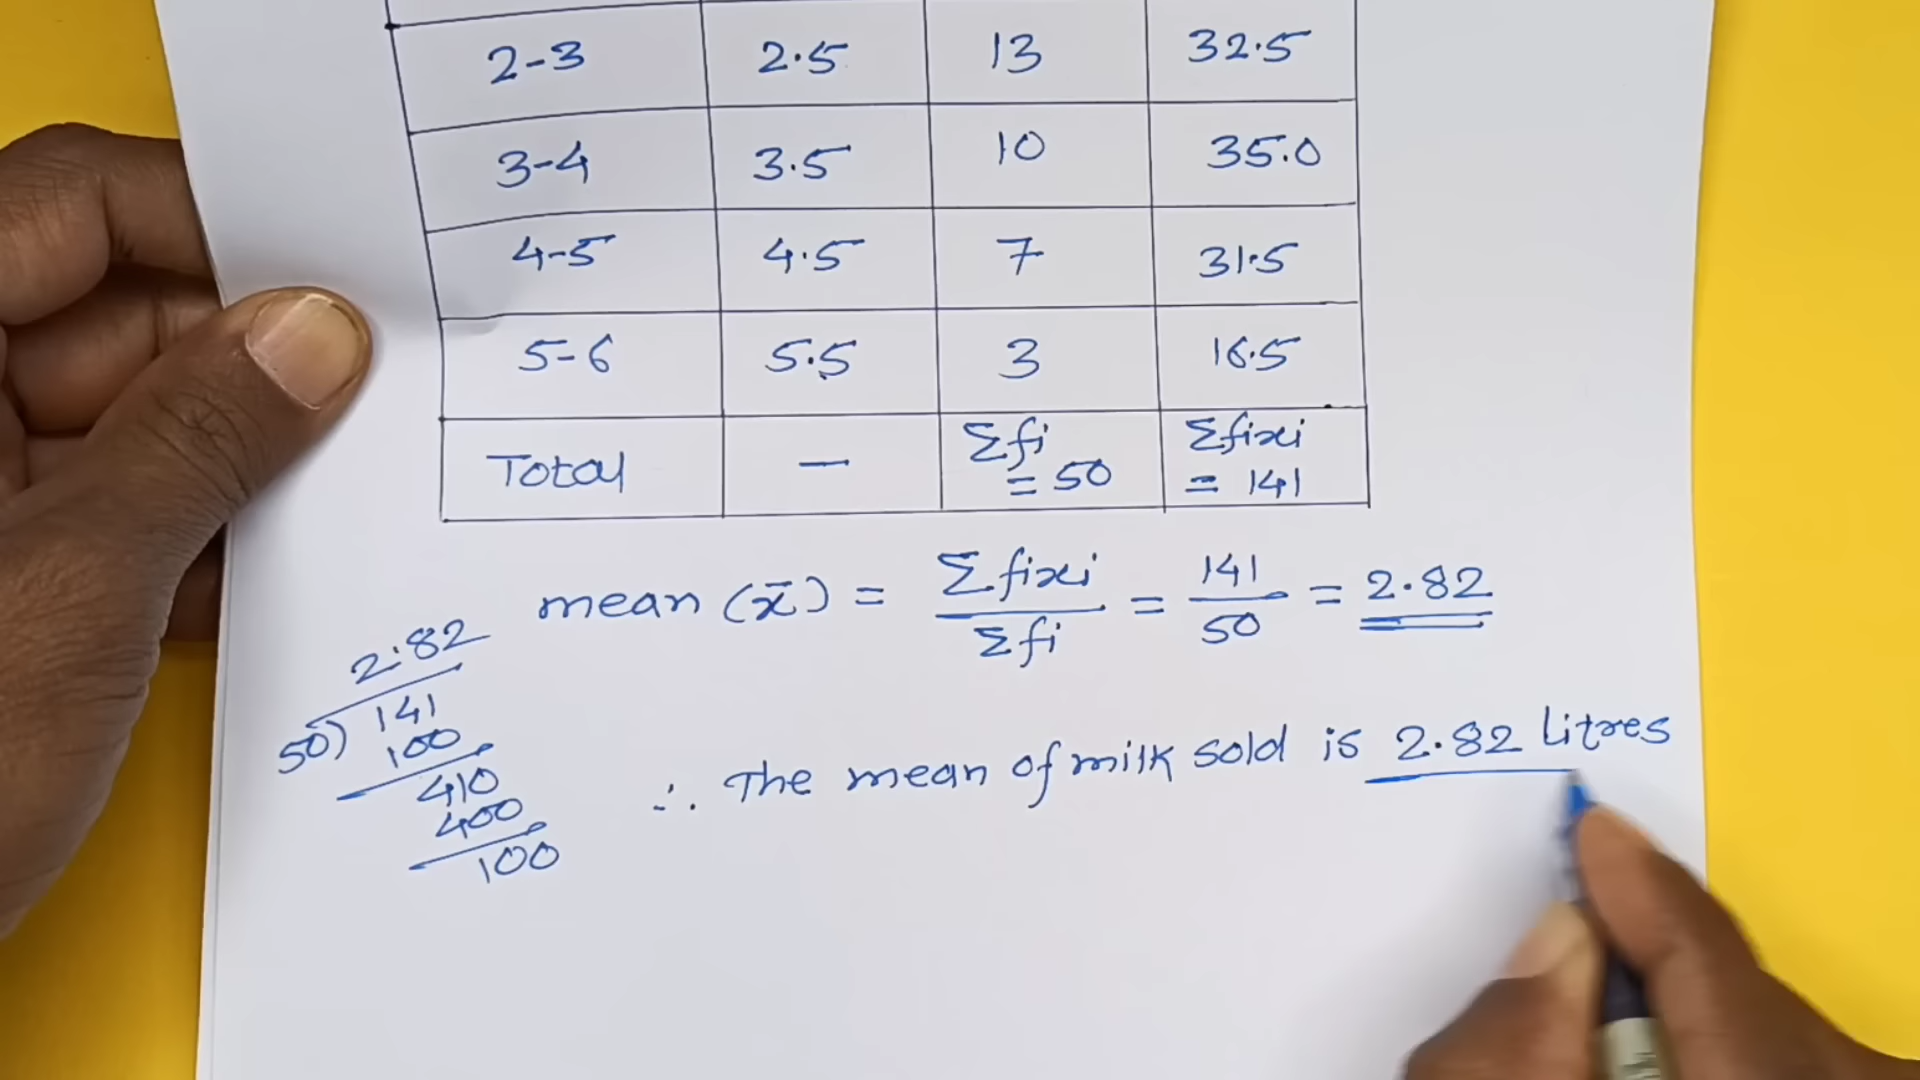 2-3 2.5 13 32.5
3-4 3.5 10 35.0
4-5 4.5 7 31.5
5-6 5.5 3 16.5
Total — Σfi = 50 Σfixi = 141
mean (x̄) = Σfixi / Σfi = 141 / 50 = 2.82
2.82
50) 141
100
410
400
100
∴ The mean of milk sold is 2.82 Litres